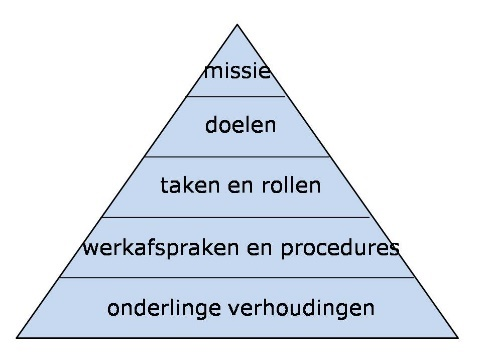 missie
doelen
taken en rollen
werkafspraken en procedures
onderlinge verhoudingen